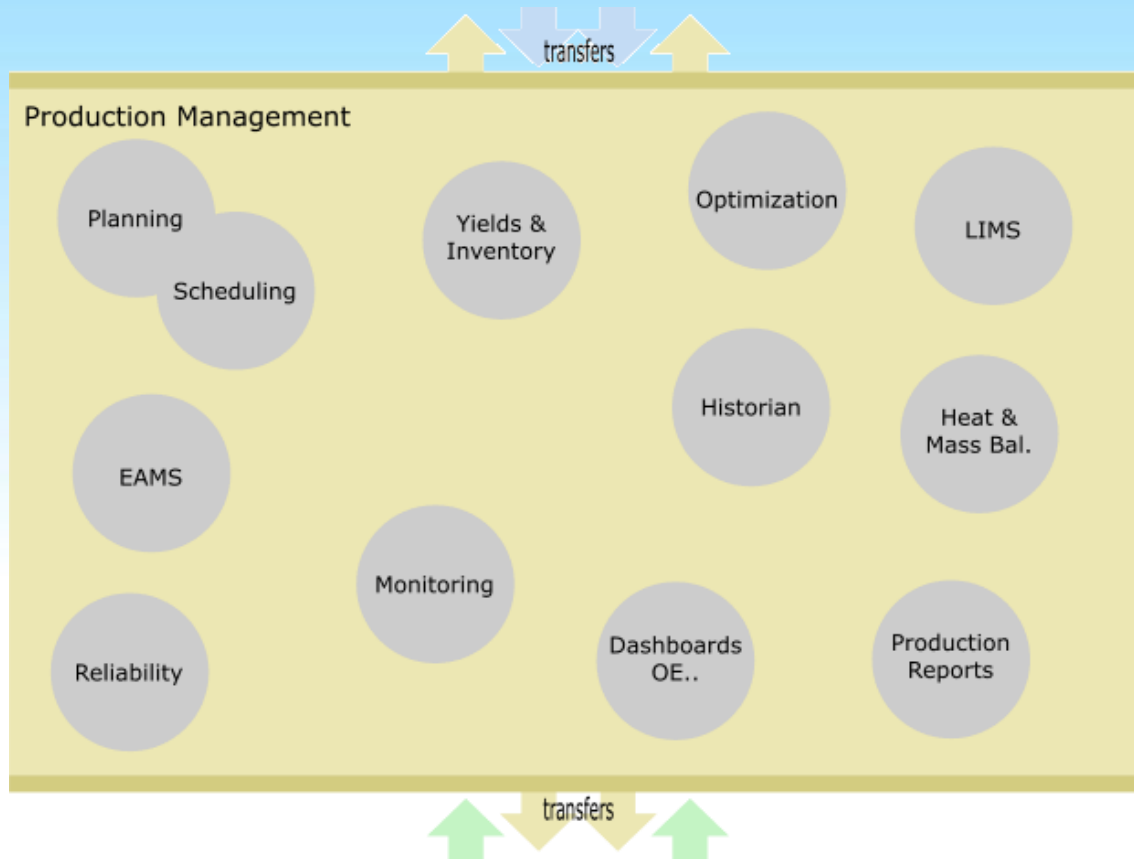 transfers
Production Management
Planning
Scheduling
Yields &
Inventory
Optimization
LIMS
EAMS
Historian
Heat &
Mass Bal.
Monitoring
Reliability
Dashboards
OE..
Production
Reports
transfers